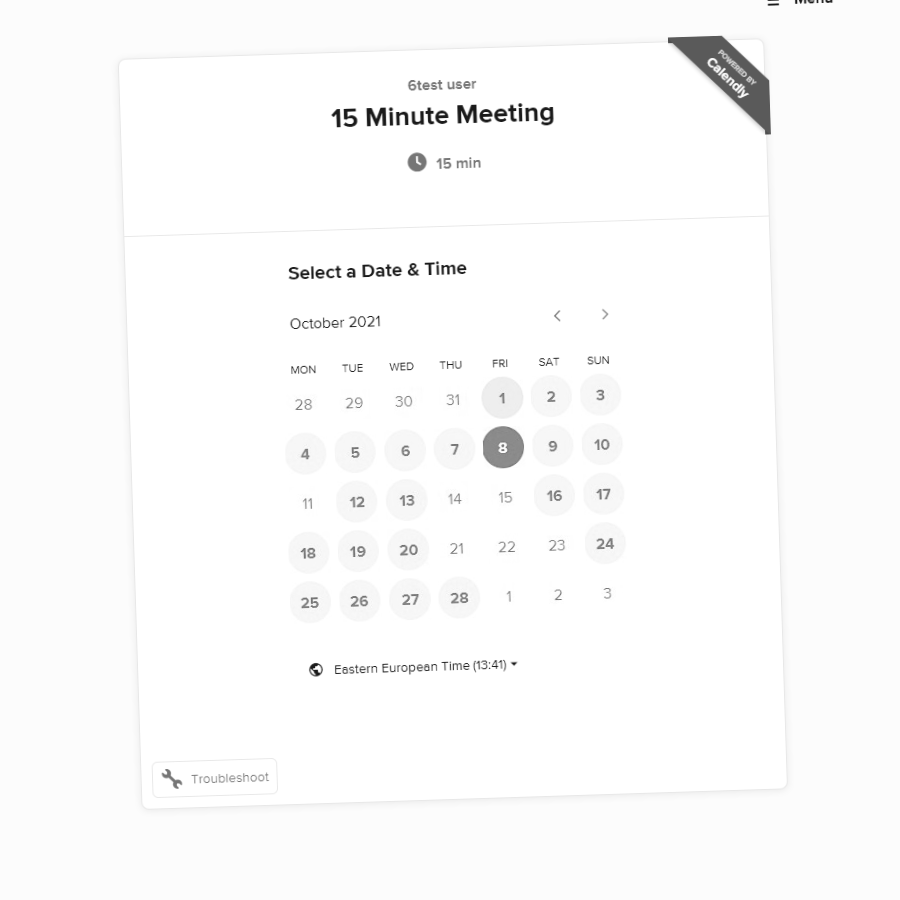 Menu
POWERED BY
Calendly
6test user
15 Minute Meeting
15 min
Select a Date & Time
October 2021
MON TUE WED THU FRI SAT SUN
28 29 30 31 1 2 3
4 5 6 7 8 9 10
11 12 13 14 15 16 17
18 19 20 21 22 23 24
25 26 27 28 1 2 3
Eastern European Time (13:41)
Troubleshoot